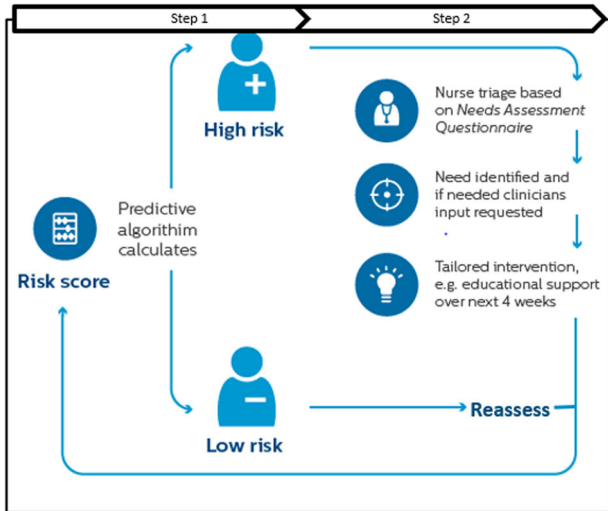 Step 1
Step 2
High risk
Nurse triage based
on Needs Assessment
Questionnaire
Need identified and
if needed clinicians
input requested
Predictive
algorithim
calculates
Risk score
Tailored intervention,
e.g. educational support
over next 4 weeks
Low risk
Reassess